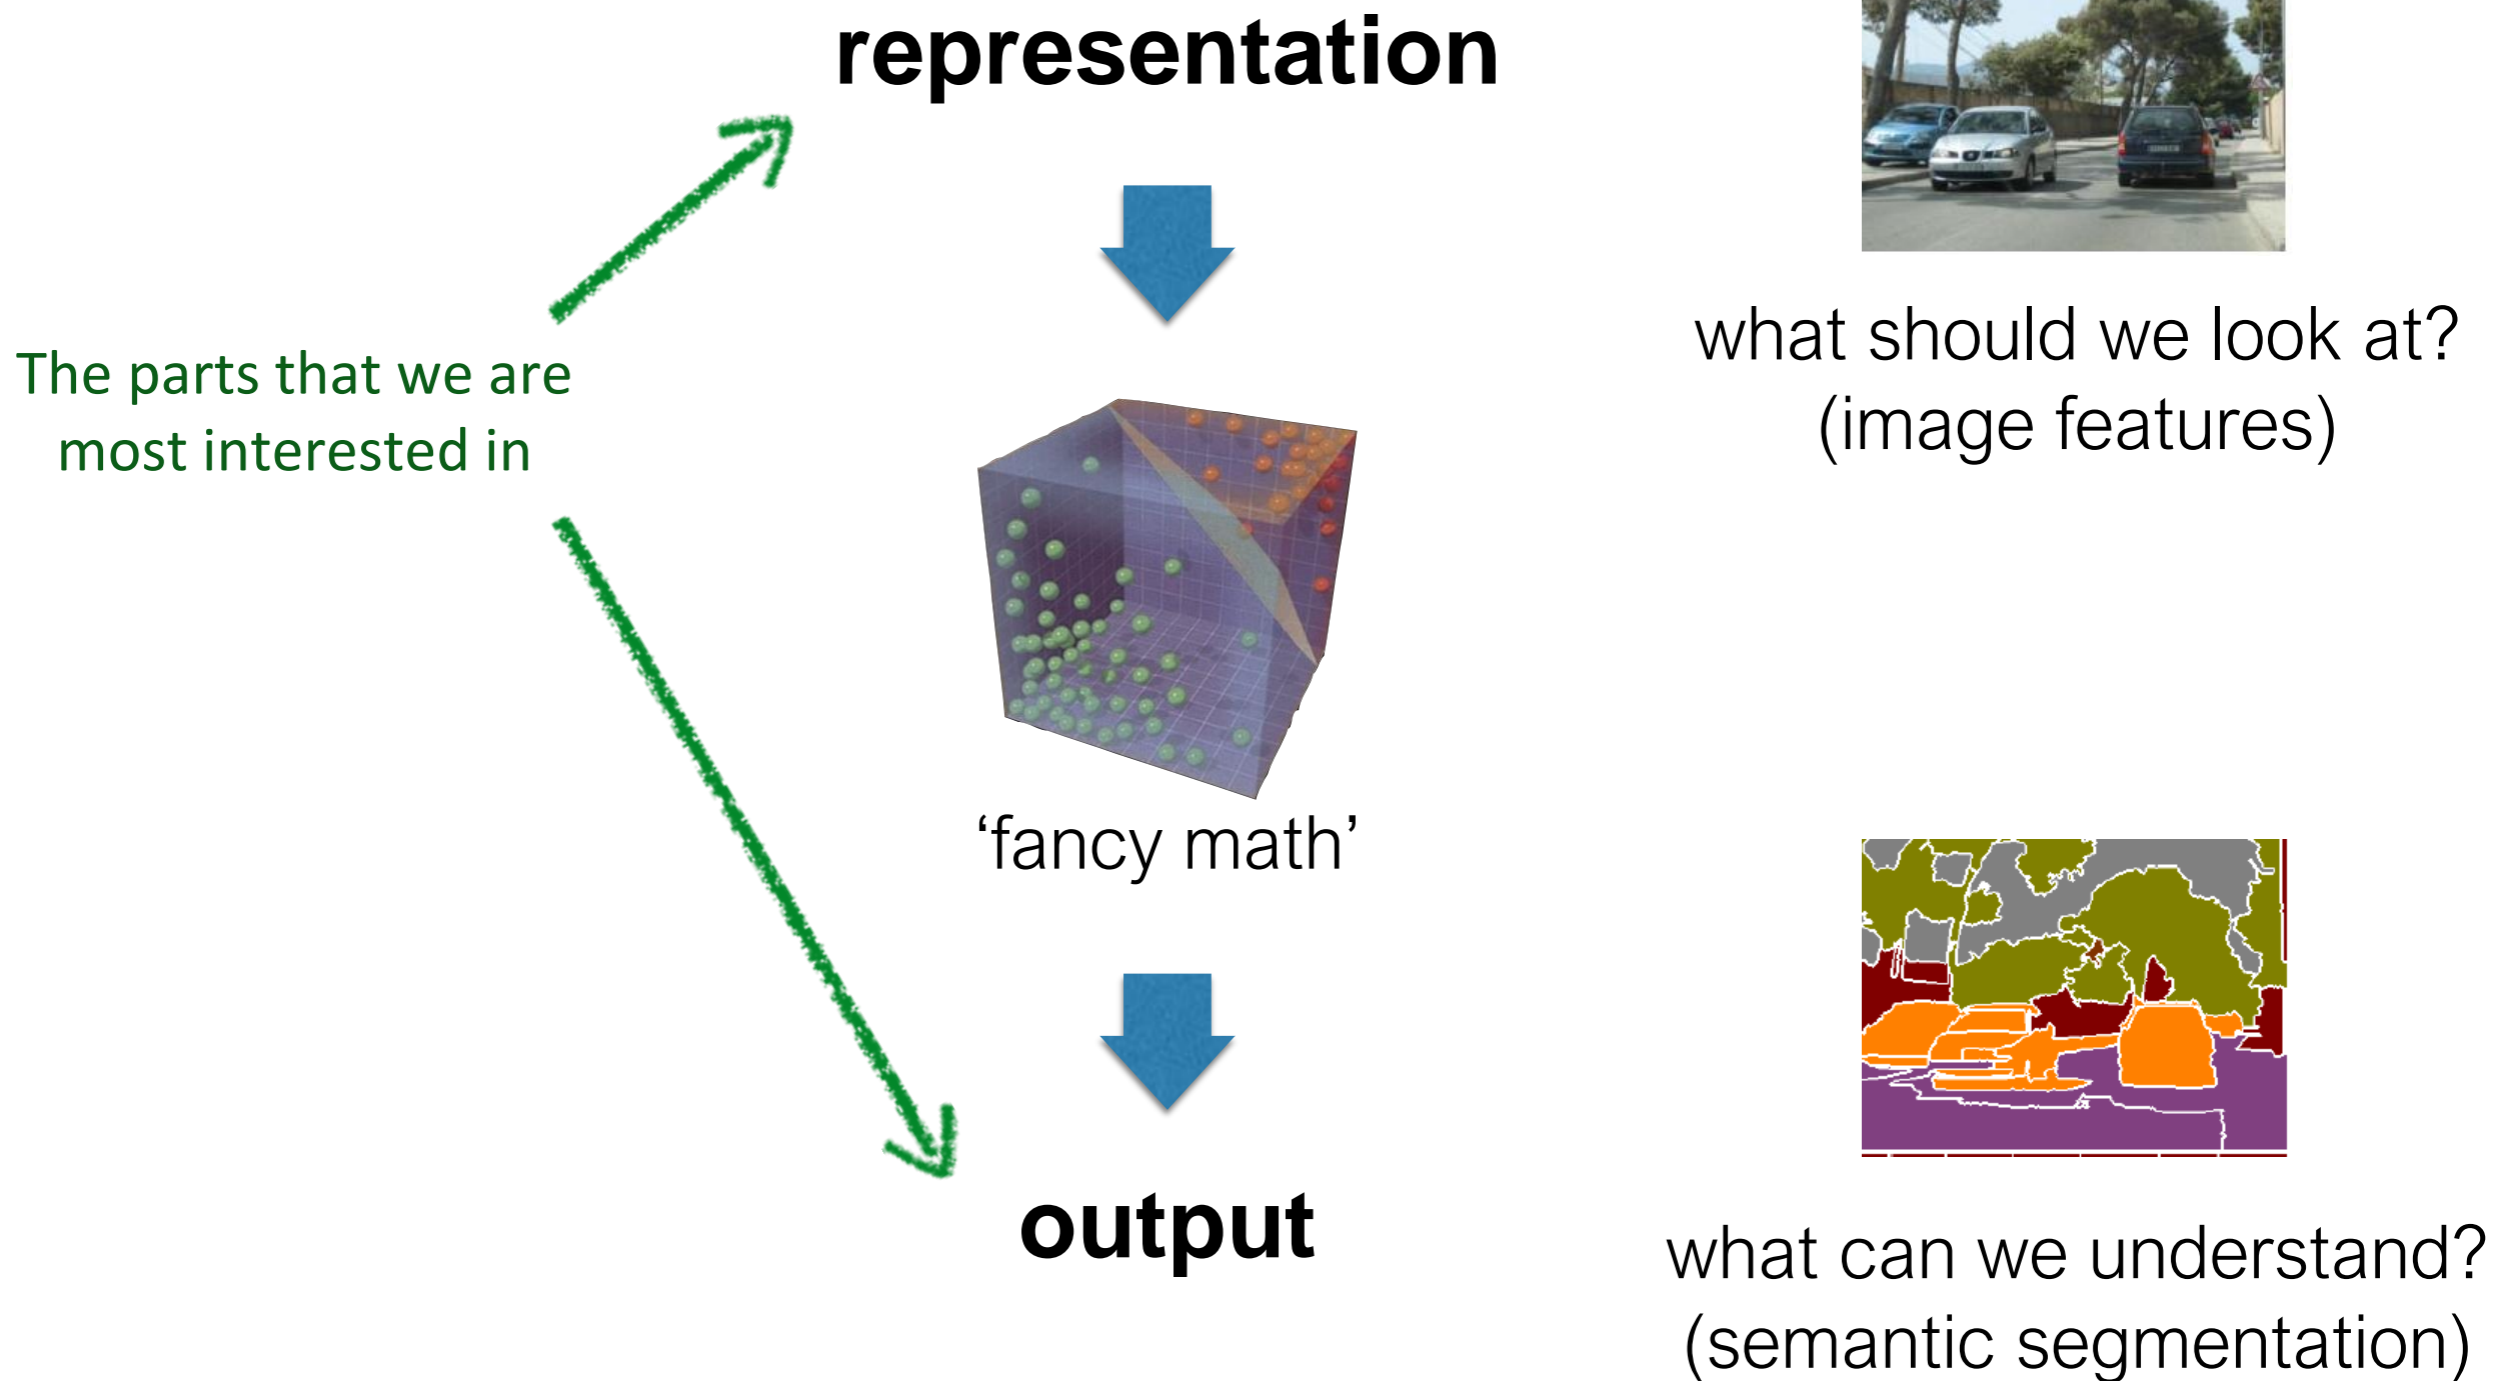 representation
The parts that we are
most interested in
what should we look at?
(image features)
‘fancy math’
output
what can we understand?
(semantic segmentation)